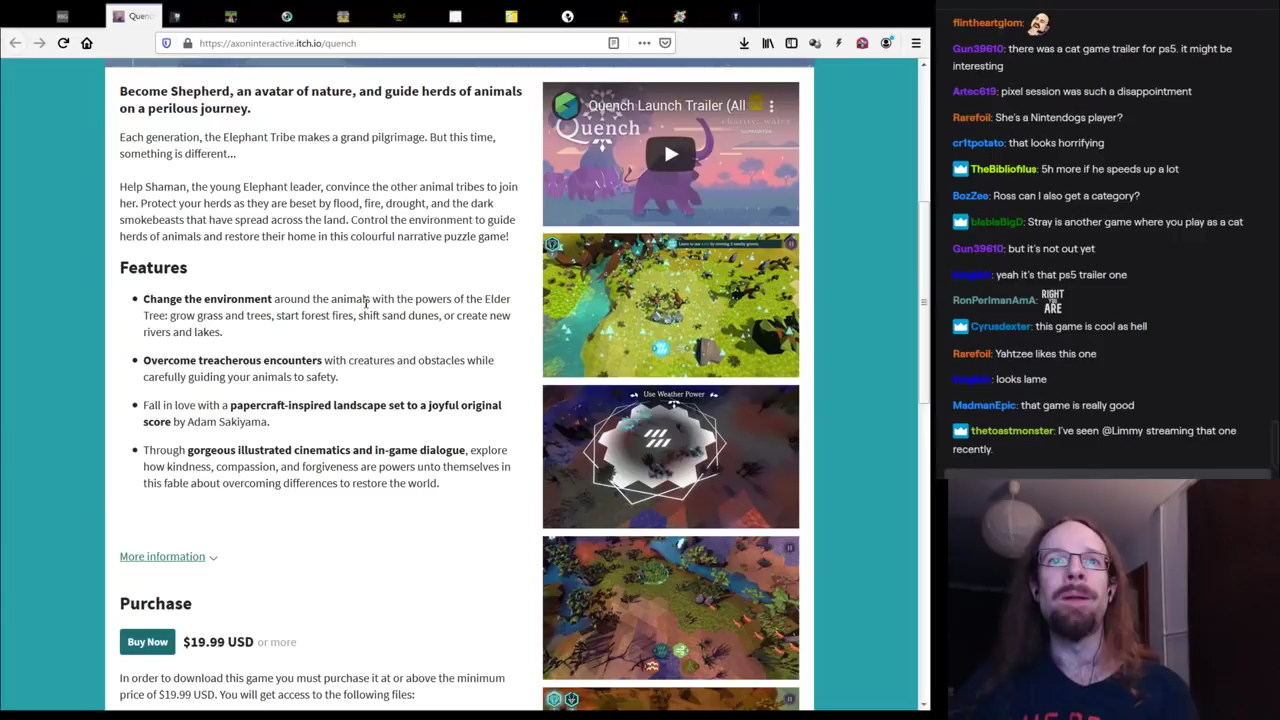 Quenc
build
https://axoninteractive.itch.io/quench
Become Shepherd, an avatar of nature, and guide herds of animals
on a perilous journey.
Each generation, the Elephant Tribe makes a grand pilgrimage. But this time,
something is different...
Help Shaman, the young Elephant leader, convince the other animal tribes to join
her. Protect your herds as they are beset by flood, fire, drought, and the dark
smokebeasts that have spread across the land. Control the environment to guide
herds of animals and restore their home in this colourful narrative puzzle game!
Features
Change the environment around the animals with the powers of the Elder
Tree: grow grass and trees, start forest fires, shift sand dunes, or create new
rivers and lakes.
Overcome treacherous encounters with creatures and obstacles while
carefully guiding your animals to safety.
Fall in love with a papercraft-inspired landscape set to a joyful original
score by Adam Sakiyama.
Through gorgeous illustrated cinematics and in-game dialogue, explore
how kindness, compassion, and forgiveness are powers unto themselves in
this fable about overcoming differences to restore the world.
More information
Purchase
Buy Now $19.99 USD or more
In order to download this game you must purchase it at or above the minimum
price of $19.99 USD. You will get access to the following files:
Quench Launch Trailer (All
Quench
Use Weather Power
flintheartglom:
Gun39610: there was a cat game trailer for ps5. it might be
interesting
Artec619: pixel session was such a disappointment
Rarefoil: She's a Nintendogs player?
cr1tpotato: that looks horrifying
TheBibliofilus: 5h more if he speeds up a lot
BozZee: Ross can I also get a category?
bisbieBigD: Stray is another game where you play as a cat
Gun39610: but it's not out yet
yeah it's that ps5 trailer one
RonPerlmanAmA: RIGHT
YOU
ARE
Cyrusdexter: this game is cool as hell
Rarefoil: Yahtzee likes this one
looks lame
MadmanEpic: that game is really good
thetoastmonster: I've seen @Limmy streaming that one
recently.